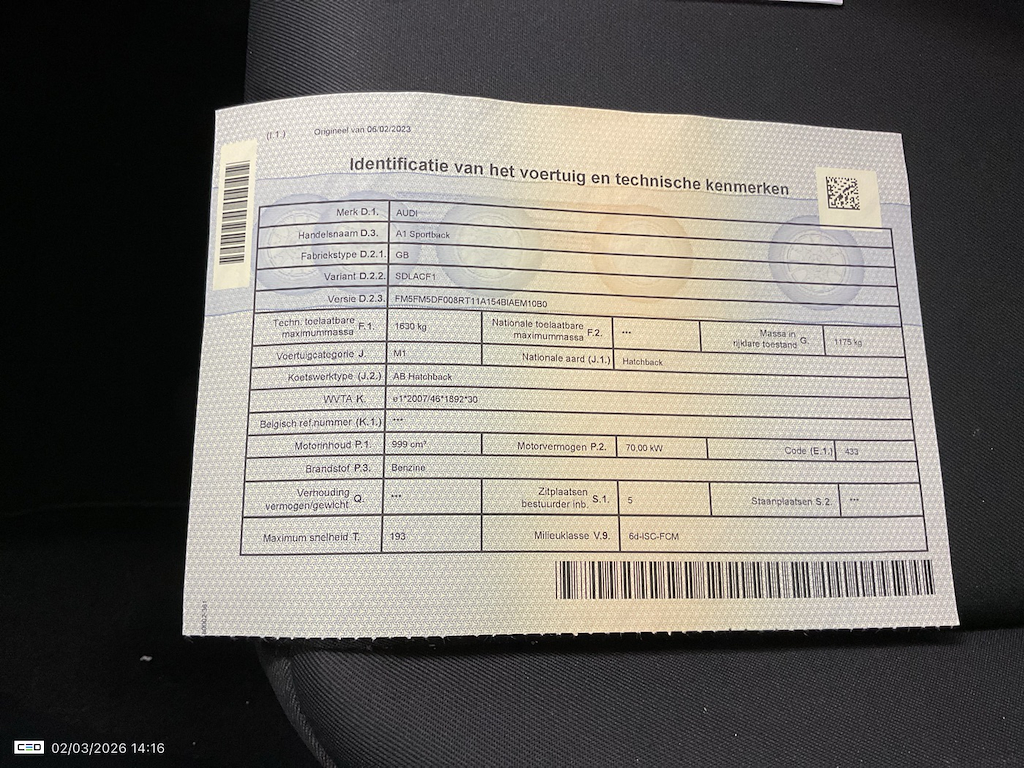 (I.1.) Origineel van 06/02/2023
Identificatie van het voertuig en technische kenmerken
Merk D.1. AUDI
Handelsnaam D.3. A1 Sportback
Fabriekstype D.2.1. GB
Variant D.2.2. SDLACF1
Versie D.2.3. FM5FM5DF008RT11A154BIAEM10B0
Techn. toelaatbare maximummassa F.1. 1630 kg Nationale toelaatbare maximummassa F.2. *** Massa in rijklare toestand G. 1175 kg
Voertuigcategorie J. M1 Nationale aard (J.1.) Hatchback
Koetswerktype (J.2.) AB Hatchback
WVTA K. e1*2007/46*1892*30
Belgisch ref.nummer (K.1.) ***
Motorinhoud P.1. 999 cm³ Motorvermogen P.2. 70,00 kW Code (E.1.) 433
Brandstof P.3. Benzine
Verhouding vermogen/gewicht Q. *** Zitplaatsen bestuurder inb. S.1. 5 Staanplaatsen S.2. ***
Maximum snelheid T. 193 Milieuklasse V.9. 6d-ISC-FCM
CEO 02/03/2026 14:16